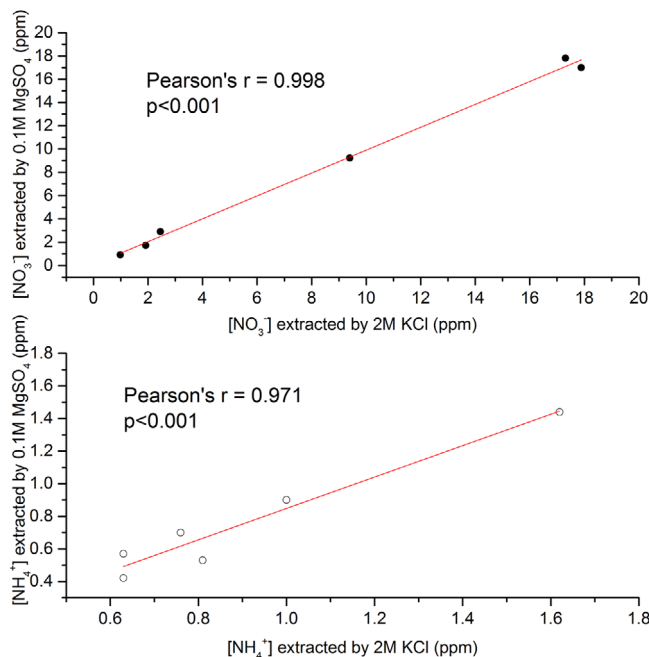 20
18
16
14
12
10
8
6
4
2
0
[NO₃⁻] extracted by 0.1M MgSO₄ (ppm)
Pearson's r = 0.998
p<0.001
0 2 4 6 8 10 12 14 16 18 20
[NO₃⁻] extracted by 2M KCl (ppm)
1.8
1.6
1.4
1.2
1.0
0.8
0.6
0.4
[NH₄⁺] extracted by 0.1M MgSO₄ (ppm)
Pearson's r = 0.971
p<0.001
0.6 0.8 1.0 1.2 1.4 1.6 1.8
[NH₄⁺] extracted by 2M KCl (ppm)